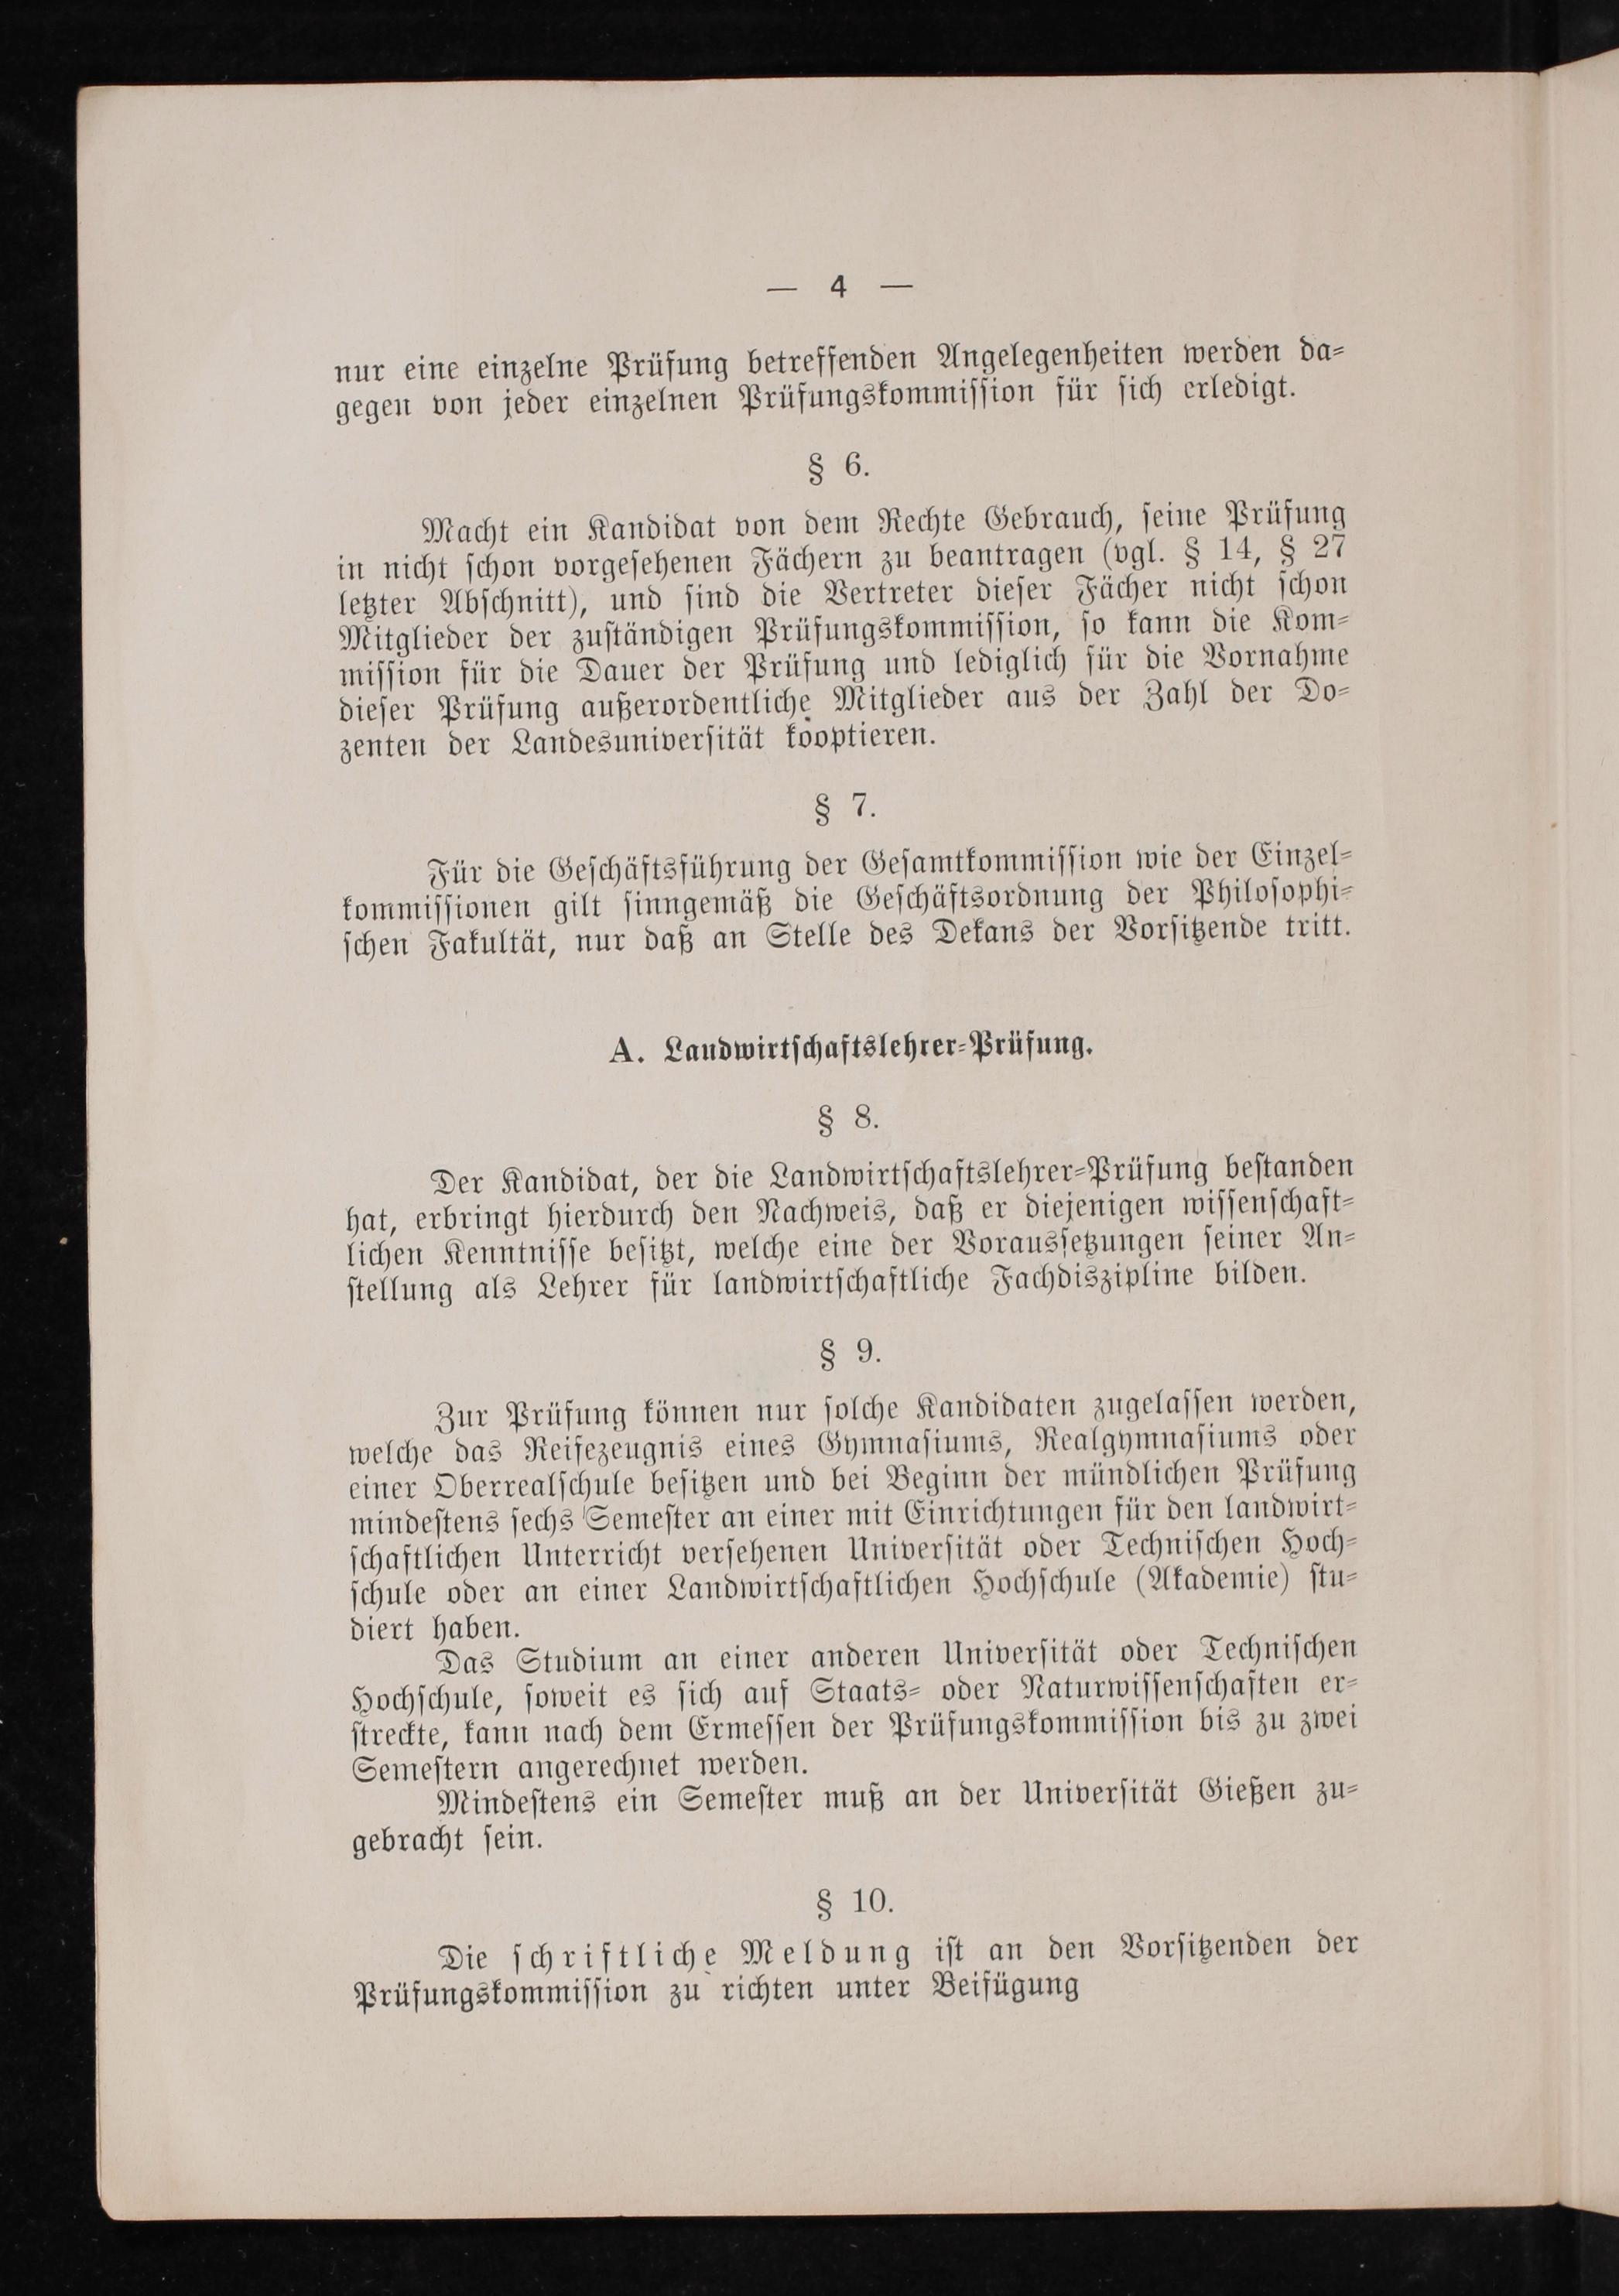 — 4 —
nur eine einzelne Prüfung betreffenden Angelegenheiten werden da-
gegen von jeder einzelnen Prüfungskommission für sich erledigt.
§ 6.
Macht ein Kandidat von dem Rechte Gebrauch, seine Prüfung
in nicht schon vorgesehenen Fächern zu beantragen (vgl. § 14, § 27
letzter Abschnitt), und sind die Vertreter dieser Fächer nicht schon
Mitglieder der zuständigen Prüfungskommission, so kann die Kom-
mission für die Dauer der Prüfung und lediglich für die Vornahme
dieser Prüfung außerordentliche Mitglieder aus der Zahl der Do-
zenten der Landesuniversität kooptieren.
§ 7.
Für die Geschäftsführung der Gesamtkommission wie der Einzel-
kommissionen gilt sinngemäß die Geschäftsordnung der Philosophi-
schen Fakultät, nur daß an Stelle des Dekans der Vorsitzende tritt.
A. Landwirtschaftslehrer-Prüfung.
§ 8.
Der Kandidat, der die Landwirtschaftslehrer-Prüfung bestanden
hat, erbringt hierdurch den Nachweis, daß er diejenigen wissenschaft-
lichen Kenntnisse besitzt, welche eine der Voraussetzungen seiner An-
stellung als Lehrer für landwirtschaftliche Fachdiszipline bilden.
§ 9.
Zur Prüfung können nur solche Kandidaten zugelassen werden,
welche das Reifezeugnis eines Gymnasiums, Realgymnasiums oder
einer Oberrealschule besitzen und bei Beginn der mündlichen Prüfung
mindestens sechs Semester an einer mit Einrichtungen für den landwirt-
schaftlichen Unterricht versehenen Universität oder Technischen Hoch-
schule oder an einer Landwirtschaftlichen Hochschule (Akademie) stu-
diert haben.
Das Studium an einer anderen Universität oder Technischen
Hochschule, soweit es sich auf Staats- oder Naturwissenschaften er-
streckte, kann nach dem Ermessen der Prüfungskommission bis zu zwei
Semestern angerechnet werden.
Mindestens ein Semester muß an der Universität Gießen zu-
gebracht sein.
§ 10.
Die schriftliche Meldung ist an den Vorsitzenden der
Prüfungskommission zu richten unter Beifügung